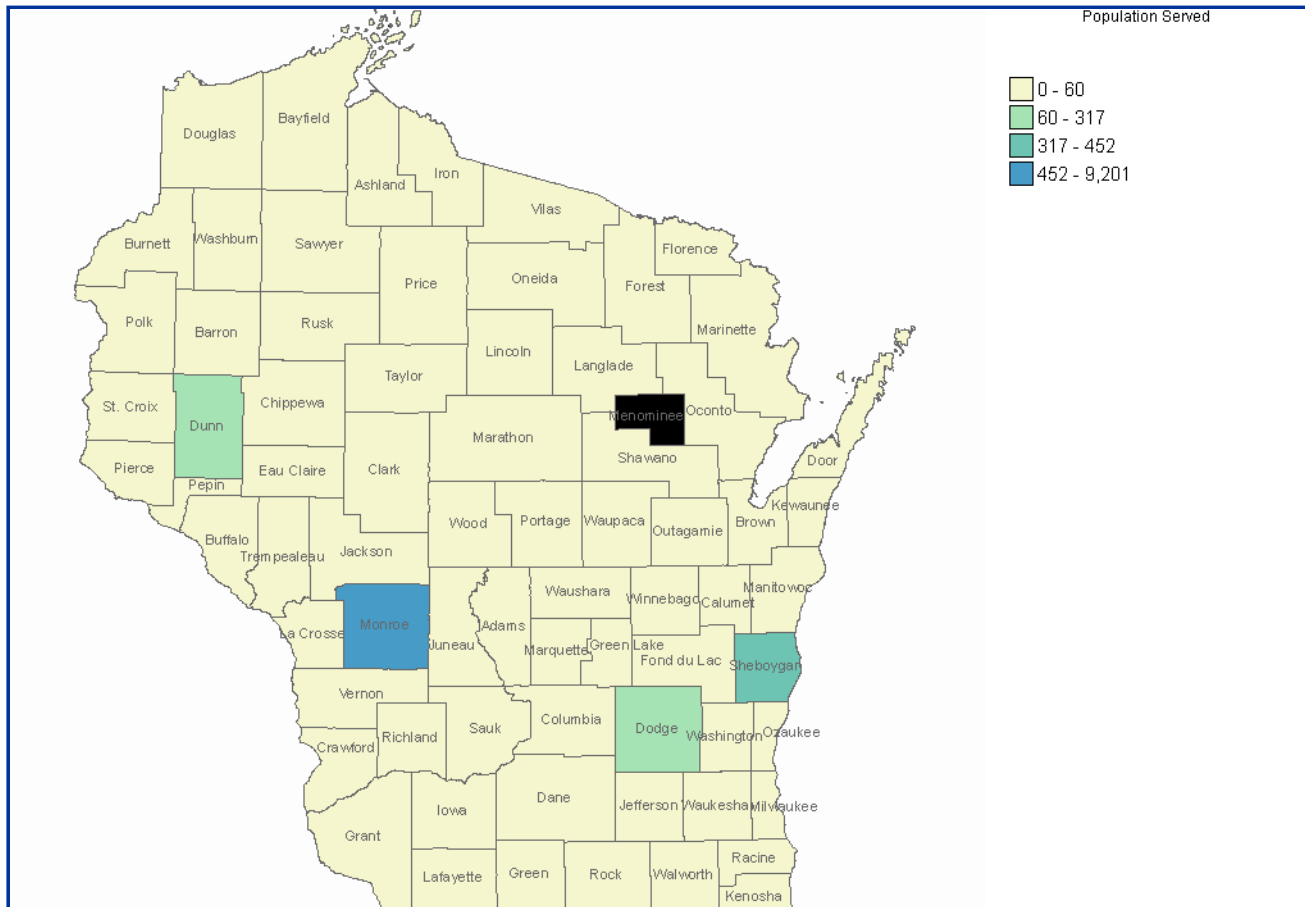 Population Served
0 - 60
60 - 317
317 - 452
452 - 9,201
Douglas
Bayfield
Ashland
Iron
Vilas
Burnett
Washburn
Sawyer
Price
Oneida
Forest
Florence
Marinette
Polk
Barron
Rusk
Lincoln
Langlade
Taylor
St. Croix
Dunn
Chippewa
Menominee
Oconto
Marathon
Pierce
Eau Claire
Clark
Shawano
Door
Pepin
Buffalo
Trempealeau
Jackson
Wood
Portage
Waupaca
Outagamie
Brown
Kewaunee
La Crosse
Monroe
Juneau
Adams
Waushara
Winnebago
Calumet
Manitowoc
Marquette
Green Lake
Fond du Lac
Sheboygan
Vernon
Crawford
Richland
Sauk
Columbia
Dodge
Washington
Ozaukee
Grant
Iowa
Dane
Jefferson
Waukesha
Milwaukee
Lafayette
Green
Rock
Walworth
Racine
Kenosha